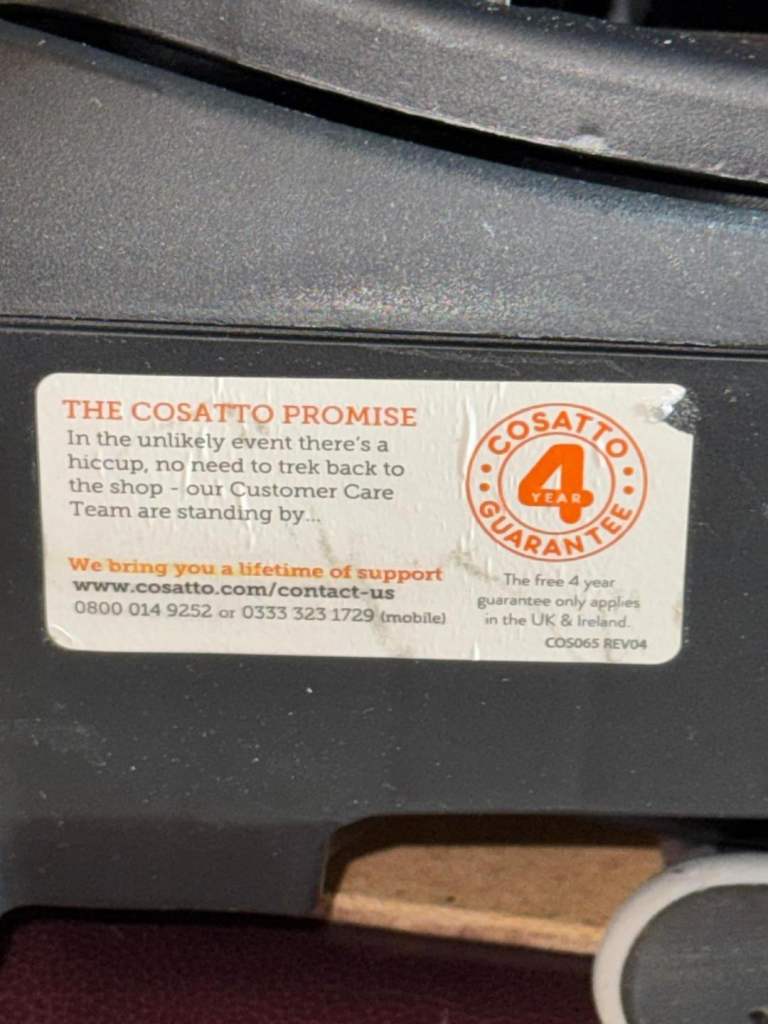 THE COSATTO PROMISE
In the unlikely event there's a
hiccup, no need to trek back to
the shop - our Customer Care
Team are standing by...
We bring you a lifetime of support
www.cosatto.com/contact-us
0800 014 9252 or 0333 323 1729 (mobile)
COSATTO
4
YEAR
GUARANTEE
The free 4 year
guarantee only applies
in the UK & Ireland.
COS065 REV04